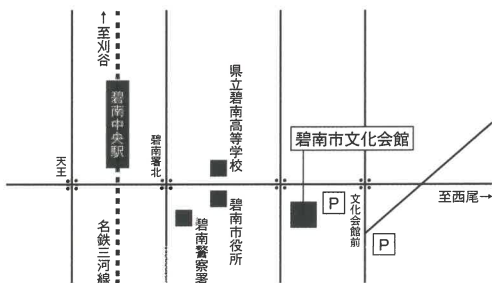 ↑至刈谷
碧南中央駅
天王
碧南署北
県立碧南高等学校
碧南市文化会館
至西尾→
P
文化会館前
P
碧南市役所
碧南警察署
名鉄三河線